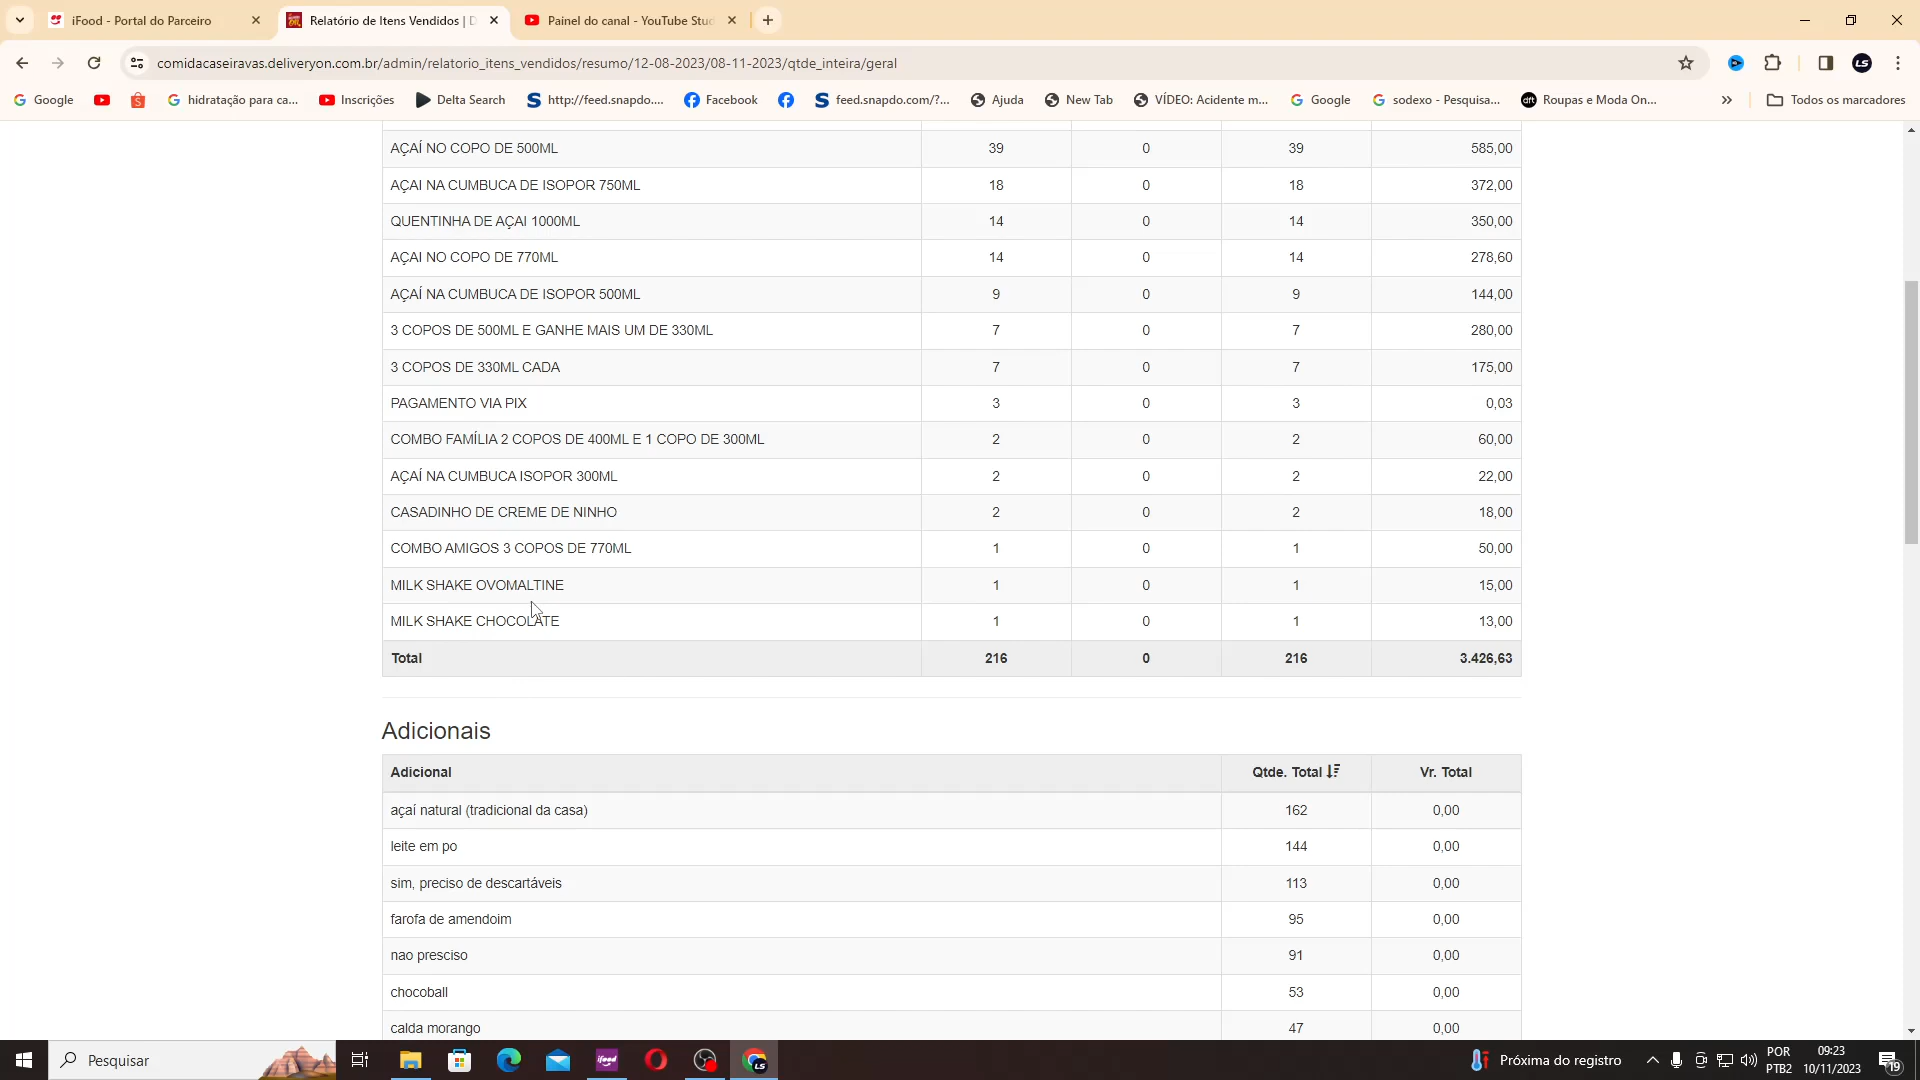 iFood - Portal do Parceiro
Relatório de Itens Vendidos | D
Painel do canal - YouTube Stud
comidacaseiravas.deliveryon.com.br/admin/relatorio_itens_vendidos/resumo/12-08-2023/08-11-2023/qtde_inteira/geral
LS
Google
hidratação para ca...
Inscrições
Delta Search
http://feed.snapdo....
Facebook
feed.snapdo.com/?...
Ajuda
New Tab
VÍDEO: Acidente m...
Google
sodexo - Pesquisa...
dft Roupas e Moda On...
Todos os marcadores
AÇAÍ NO COPO DE 500ML 39 0 39 585,00
AÇAI NA CUMBUCA DE ISOPOR 750ML 18 0 18 372,00
QUENTINHA DE AÇAI 1000ML 14 0 14 350,00
AÇAI NO COPO DE 770ML 14 0 14 278,60
AÇAÍ NA CUMBUCA DE ISOPOR 500ML 9 0 9 144,00
3 COPOS DE 500ML E GANHE MAIS UM DE 330ML 7 0 7 280,00
3 COPOS DE 330ML CADA 7 0 7 175,00
PAGAMENTO VIA PIX 3 0 3 0,03
COMBO FAMÍLIA 2 COPOS DE 400ML E 1 COPO DE 300ML 2 0 2 60,00
AÇAÍ NA CUMBUCA ISOPOR 300ML 2 0 2 22,00
CASADINHO DE CREME DE NINHO 2 0 2 18,00
COMBO AMIGOS 3 COPOS DE 770ML 1 0 1 50,00
MILK SHAKE OVOMALTINE 1 0 1 15,00
MILK SHAKE CHOCOLATE 1 0 1 13,00
Total 216 0 216 3.426,63
Adicionais
Adicional Qtde. Total Vr. Total
açaí natural (tradicional da casa) 162 0,00
leite em po 144 0,00
sim, preciso de descartáveis 113 0,00
farofa de amendoim 95 0,00
nao presciso 91 0,00
chocoball 53 0,00
calda morango 47 0,00
Pesquisar
ifood
LS
Próxima do registro
POR
PTB2
09:23
10/11/2023
19